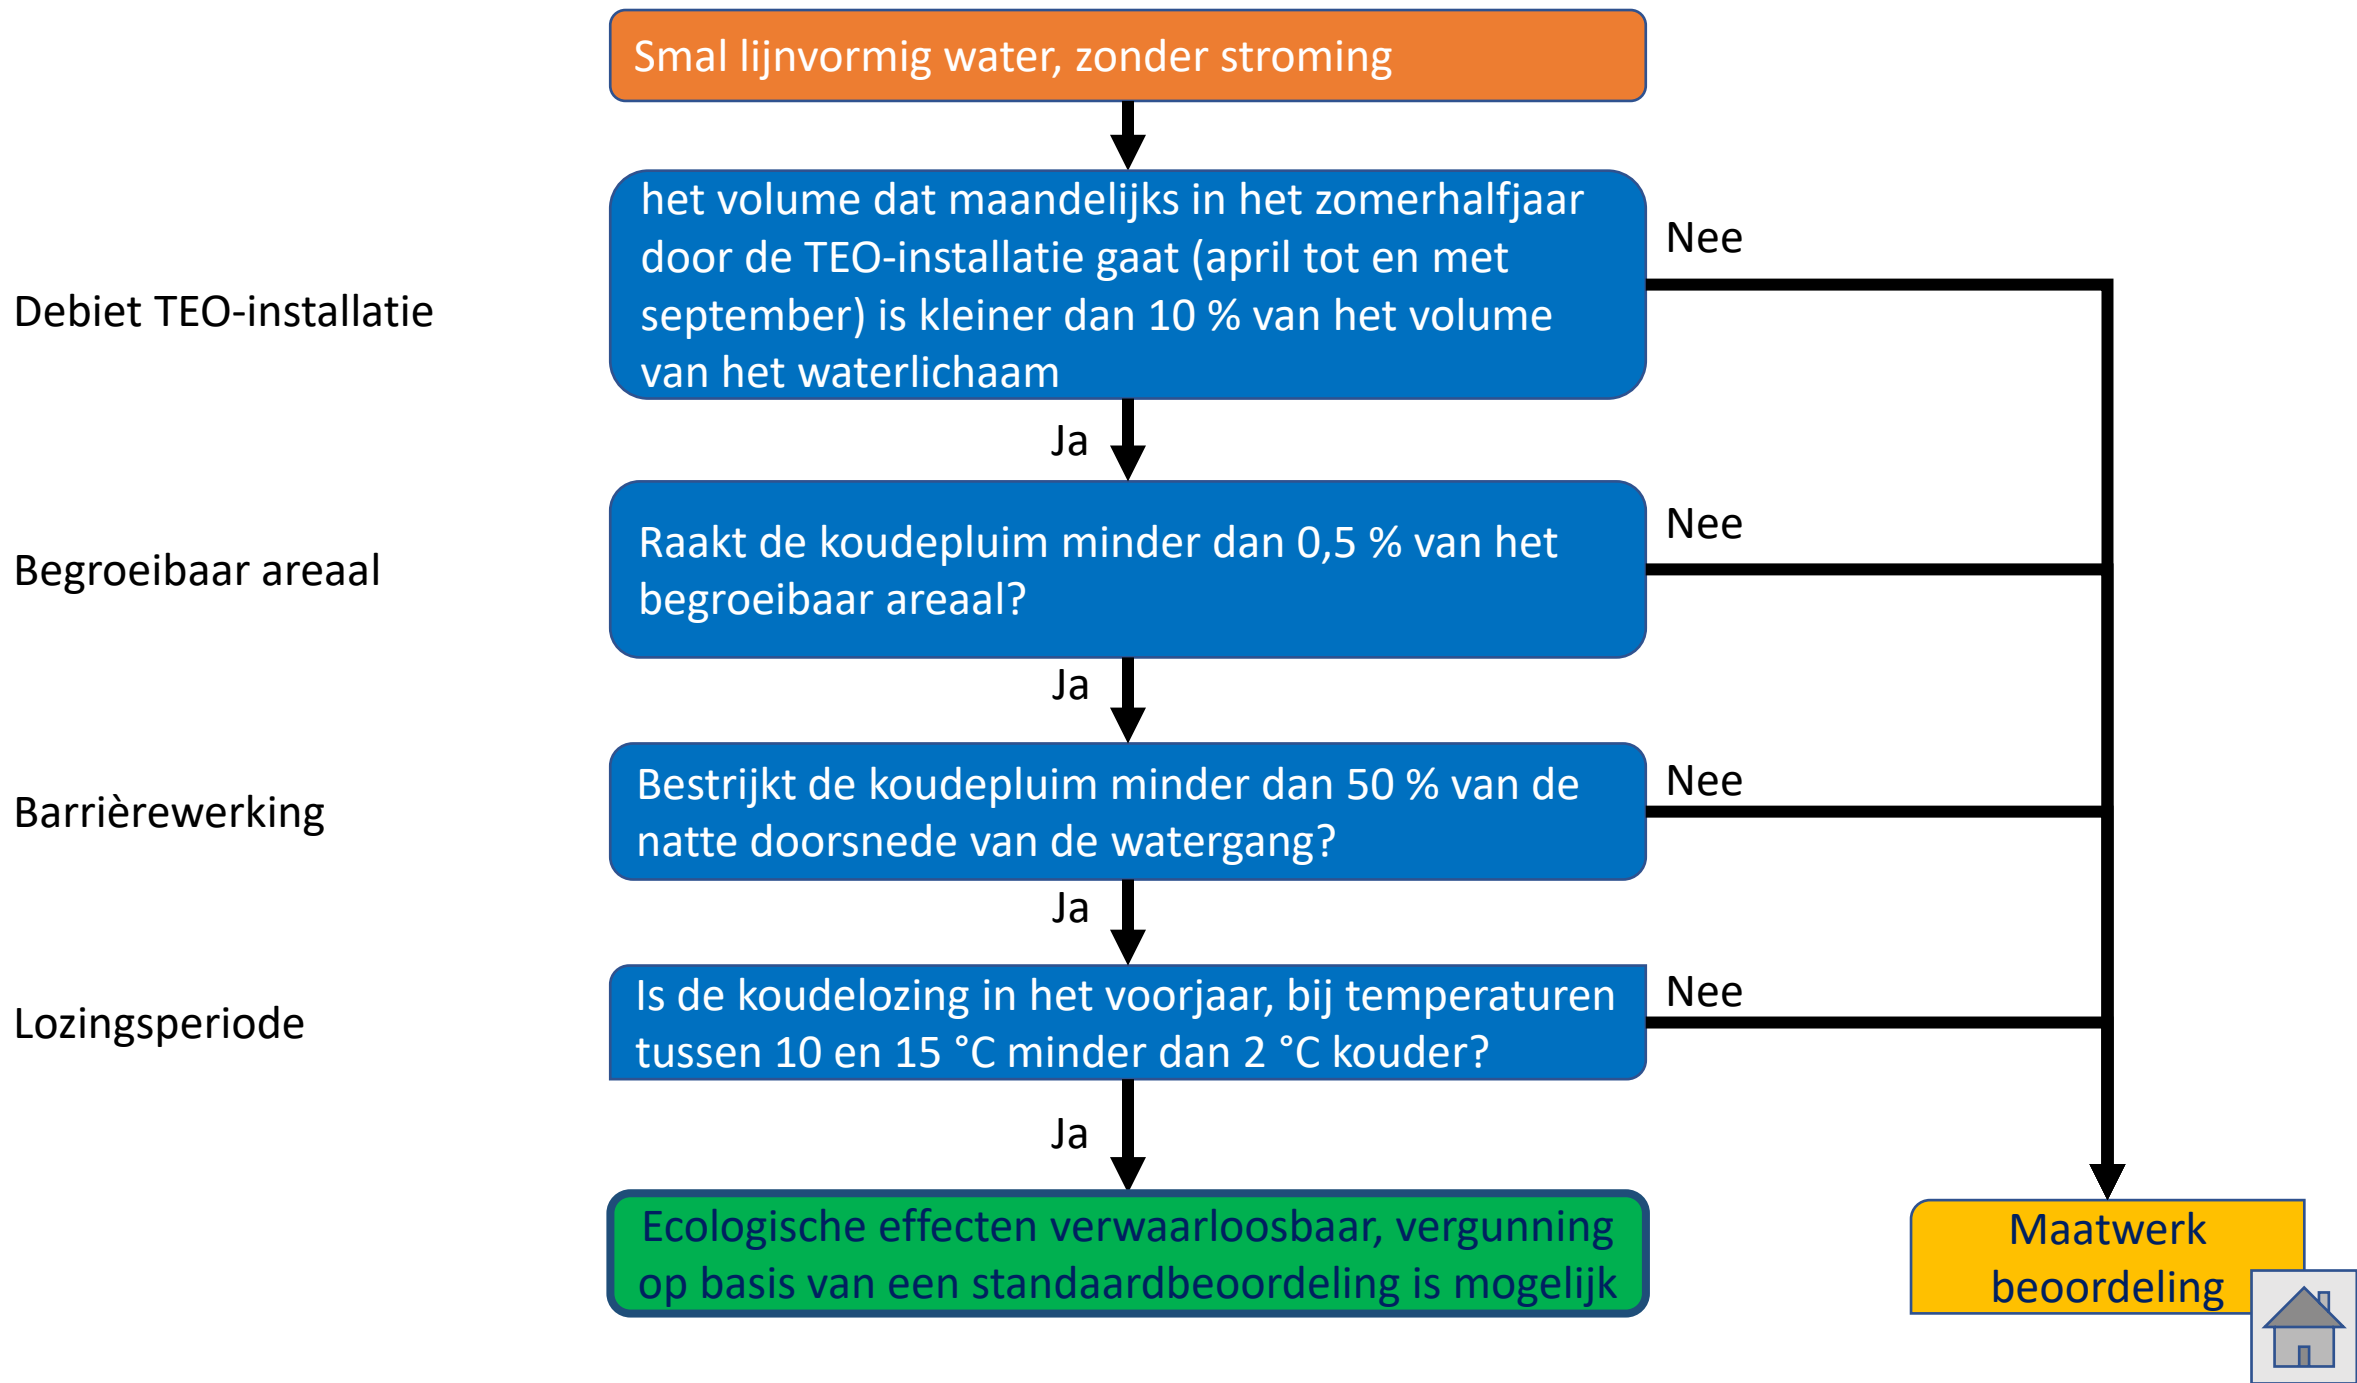 Smal lijnvormig water, zonder stroming
Debiet TEO-installatie
het volume dat maandelijks in het zomerhalfjaar
door de TEO-installatie gaat (april tot en met
september) is kleiner dan 10 % van het volume
van het waterlichaam
Nee
Ja
Begroeibaar areaal
Raakt de koudepluim minder dan 0,5 % van het
begroeibaar areaal?
Nee
Ja
Barrièrewerking
Bestrijkt de koudepluim minder dan 50 % van de
natte doorsnede van de watergang?
Nee
Ja
Lozingsperiode
Is de koudelozing in het voorjaar, bij temperaturen
tussen 10 en 15 °C minder dan 2 °C kouder?
Nee
Ja
Ecologische effecten verwaarloosbaar, vergunning
op basis van een standaardbeoordeling is mogelijk
Maatwerk
beoordeling